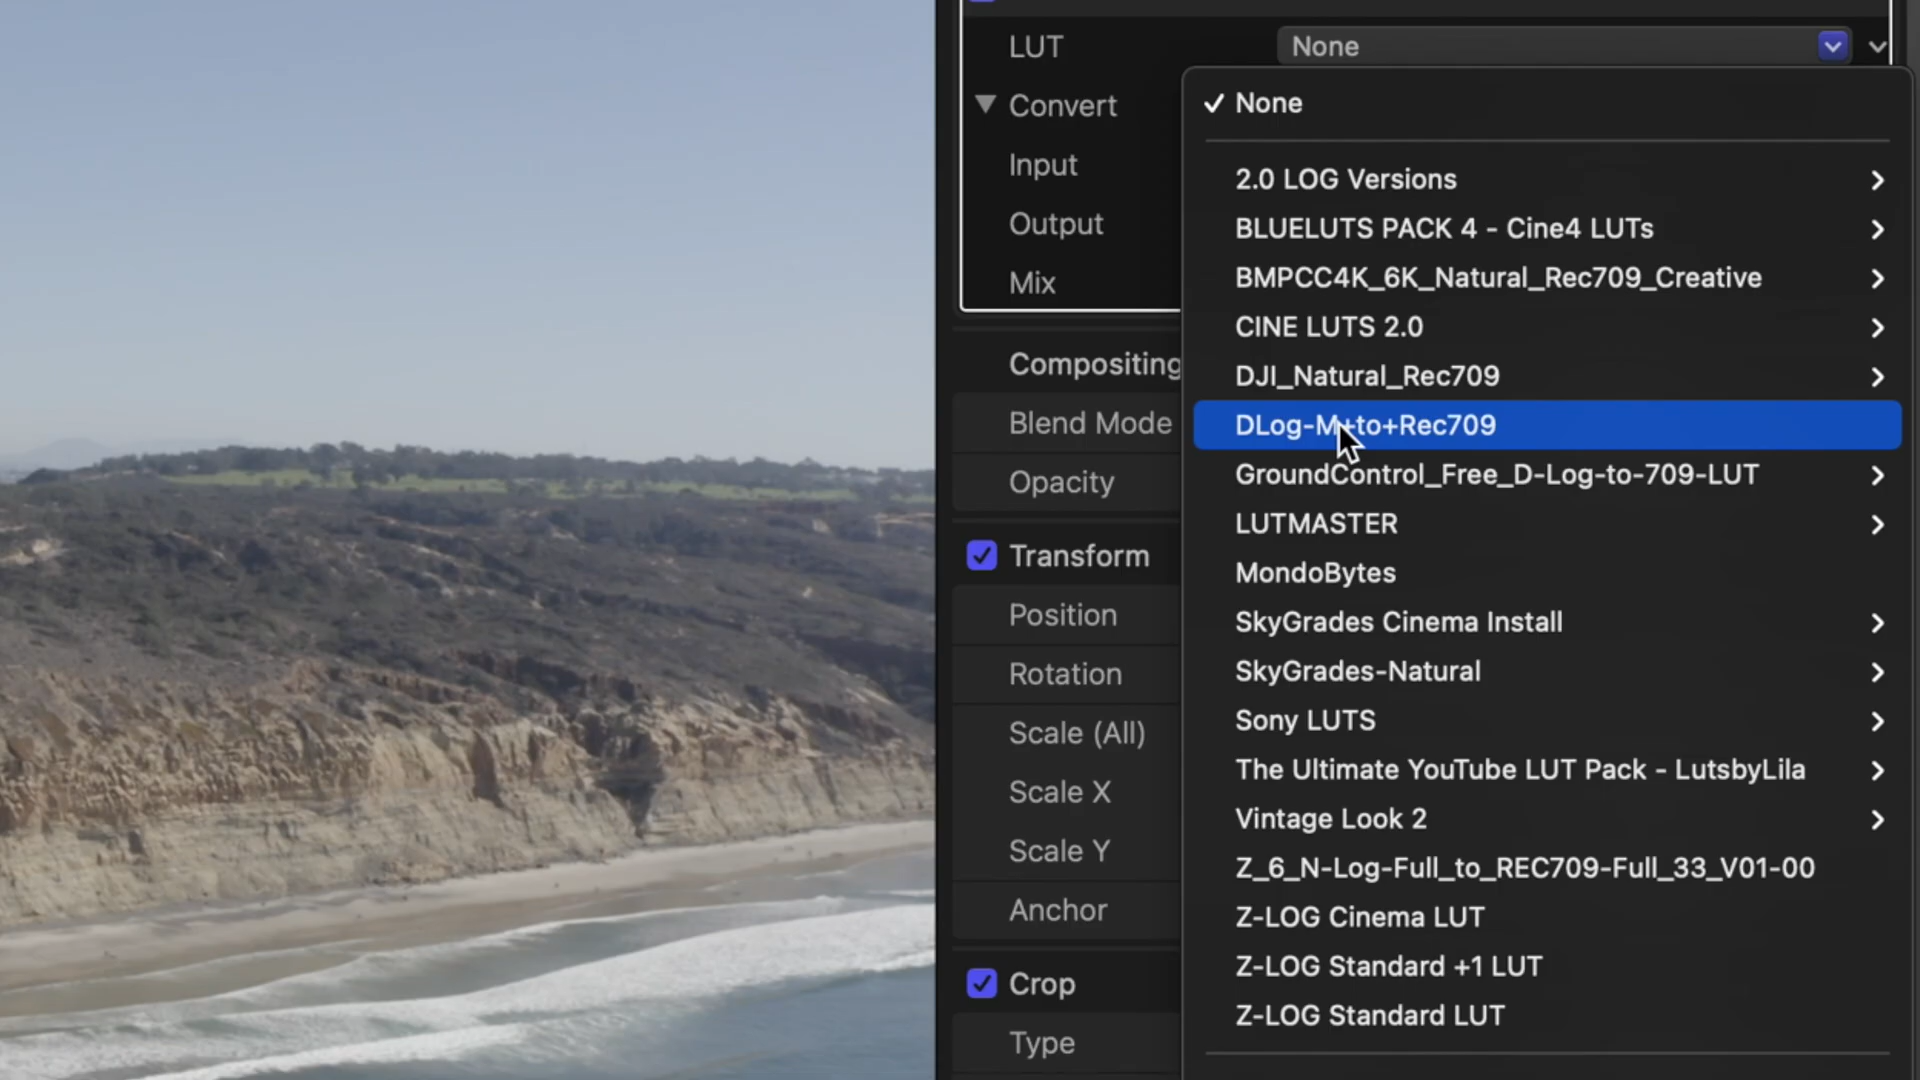 LUT
None
Convert
Input
Output
Mix
Compositing
Blend Mode
Opacity
Transform
Position
Rotation
Scale (All)
Scale X
Scale Y
Anchor
Crop
Type
None
2.0 LOG Versions
BLUELUTS PACK 4 - Cine4 LUTs
BMPCC4K_6K_Natural_Rec709_Creative
CINE LUTS 2.0
DJI_Natural_Rec709
DLog-M+to+Rec709
GroundControl_Free_D-Log-to-709-LUT
LUTMASTER
MondoBytes
SkyGrades Cinema Install
SkyGrades-Natural
Sony LUTS
The Ultimate YouTube LUT Pack - LutsbyLila
Vintage Look 2
Z_6_N-Log-Full_to_REC709-Full_33_V01-00
Z-LOG Cinema LUT
Z-LOG Standard +1 LUT
Z-LOG Standard LUT